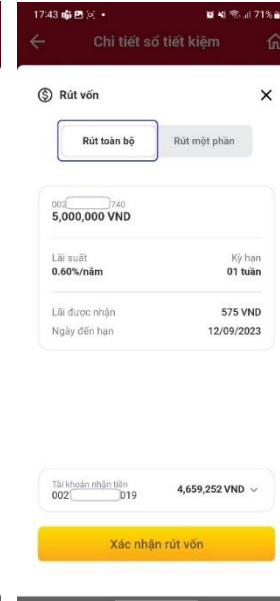 17:43 71%
Chi tiết sổ tiết kiệm
Rút vốn
Rút toàn bộ Rút một phần
002 740
5,000,000 VND
Lãi suất Kỳ hạn
0.60%/năm 01 tuần
Lãi được nhận 575 VND
Ngày đến hạn 12/09/2023
Tài khoản nhận tiền
002 019 4,659,252 VND
Xác nhận rút vốn